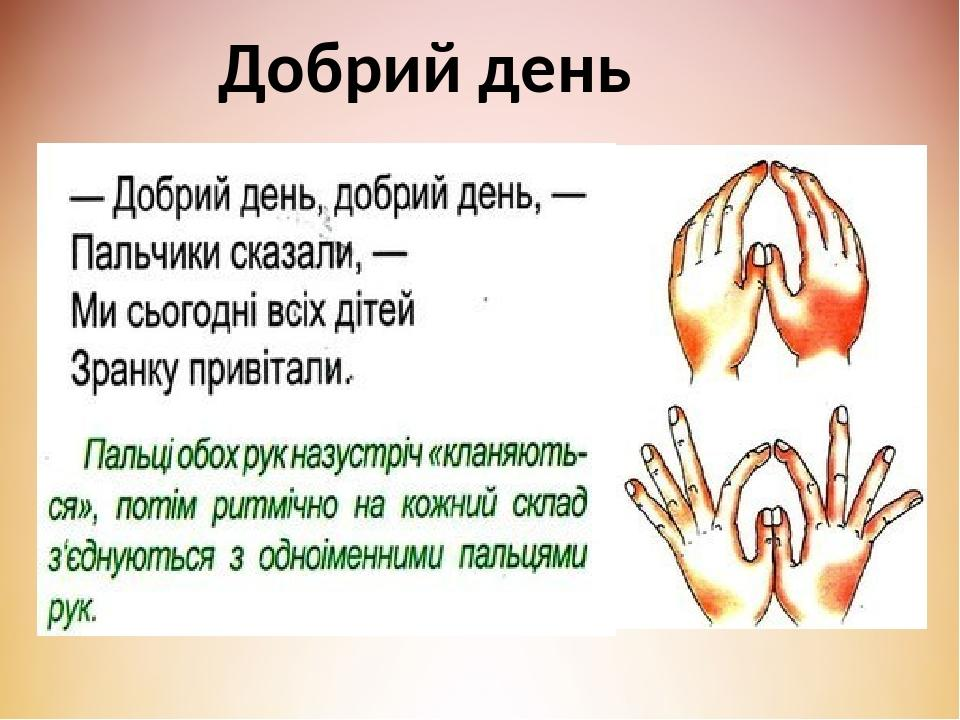 Добрий день
— Добрий день, добрий день, —
Пальчики сказали, —
Ми сьогодні всіх дітей
Зранку привітали.
Пальці обох рук назустріч «кланяють-
ся», потім ритмічно на кожний склад
з'єднуються з одноіменними пальцями
рук.